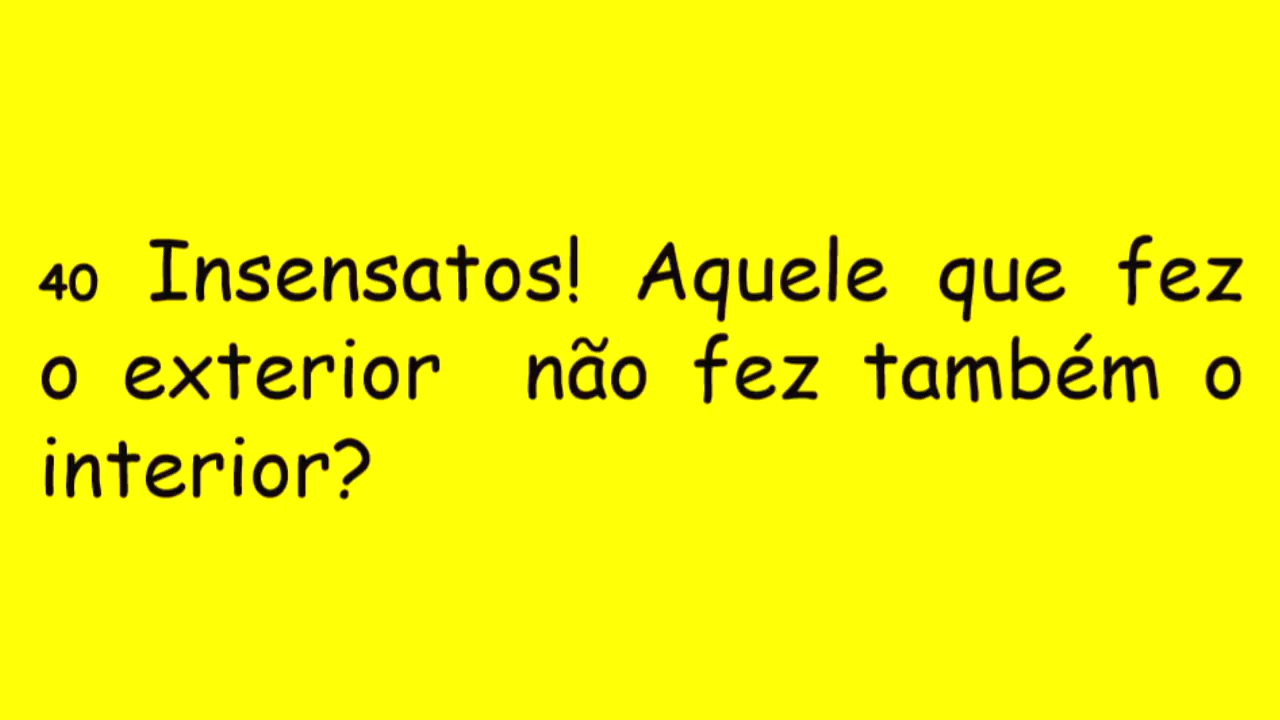 40 Insensatos! Aquele que fez
o exterior não fez também o
interior?